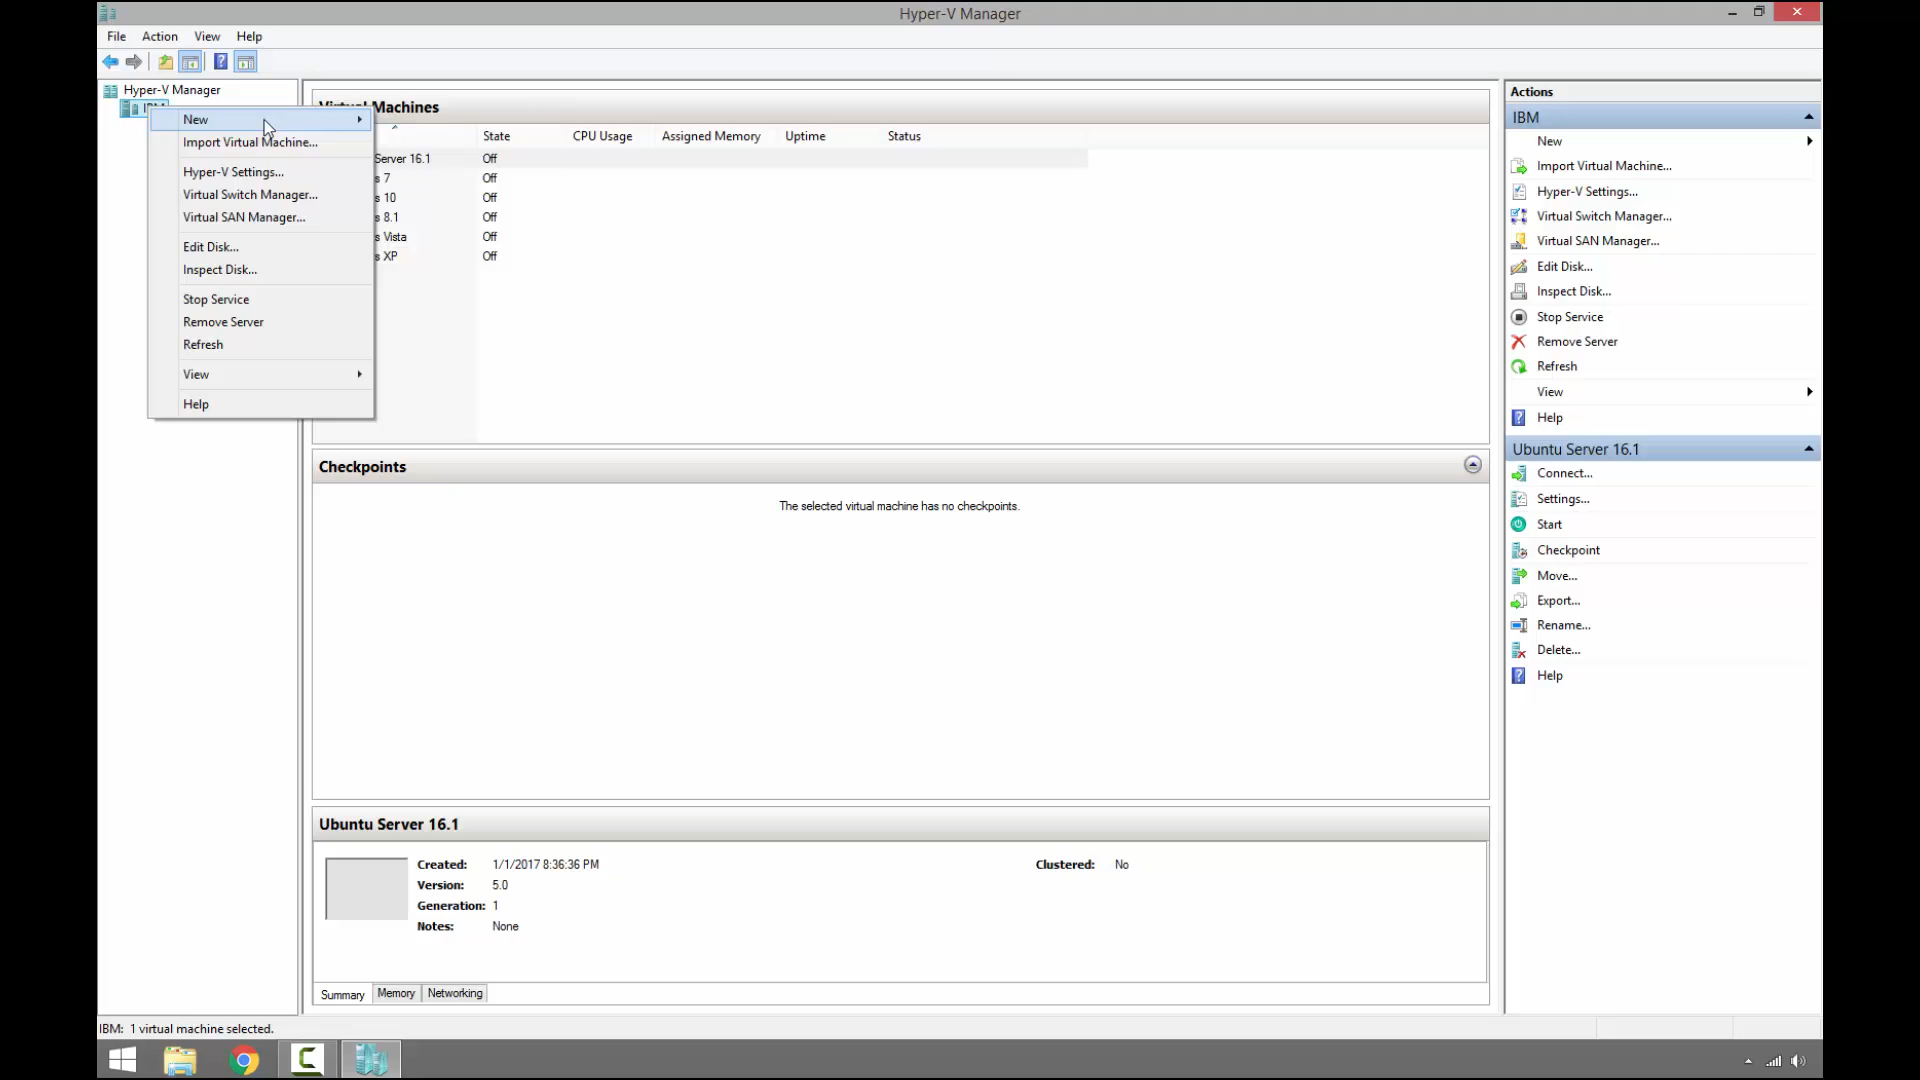 Hyper-V Manager
File Action View Help
Hyper-V Manager
New
Import Virtual Machine...
Hyper-V Settings...
Virtual Switch Manager...
Virtual SAN Manager...
Edit Disk...
Inspect Disk...
Stop Service
Remove Server
Refresh
View
Help
Machines
State CPU Usage Assigned Memory Uptime Status
Server 16.1 Off
s 7 Off
s 10 Off
s 8.1 Off
s Vista Off
s XP Off
Checkpoints
The selected virtual machine has no checkpoints.
Ubuntu Server 16.1
Created: 1/1/2017 8:36:36 PM Clustered: No
Version: 5.0
Generation: 1
Notes: None
Summary Memory Networking
Actions
IBM
New
Import Virtual Machine...
Hyper-V Settings...
Virtual Switch Manager...
Virtual SAN Manager...
Edit Disk...
Inspect Disk...
Stop Service
Remove Server
Refresh
View
Help
Ubuntu Server 16.1
Connect...
Settings...
Start
Checkpoint
Move...
Export...
Rename...
Delete...
Help
IBM: 1 virtual machine selected.